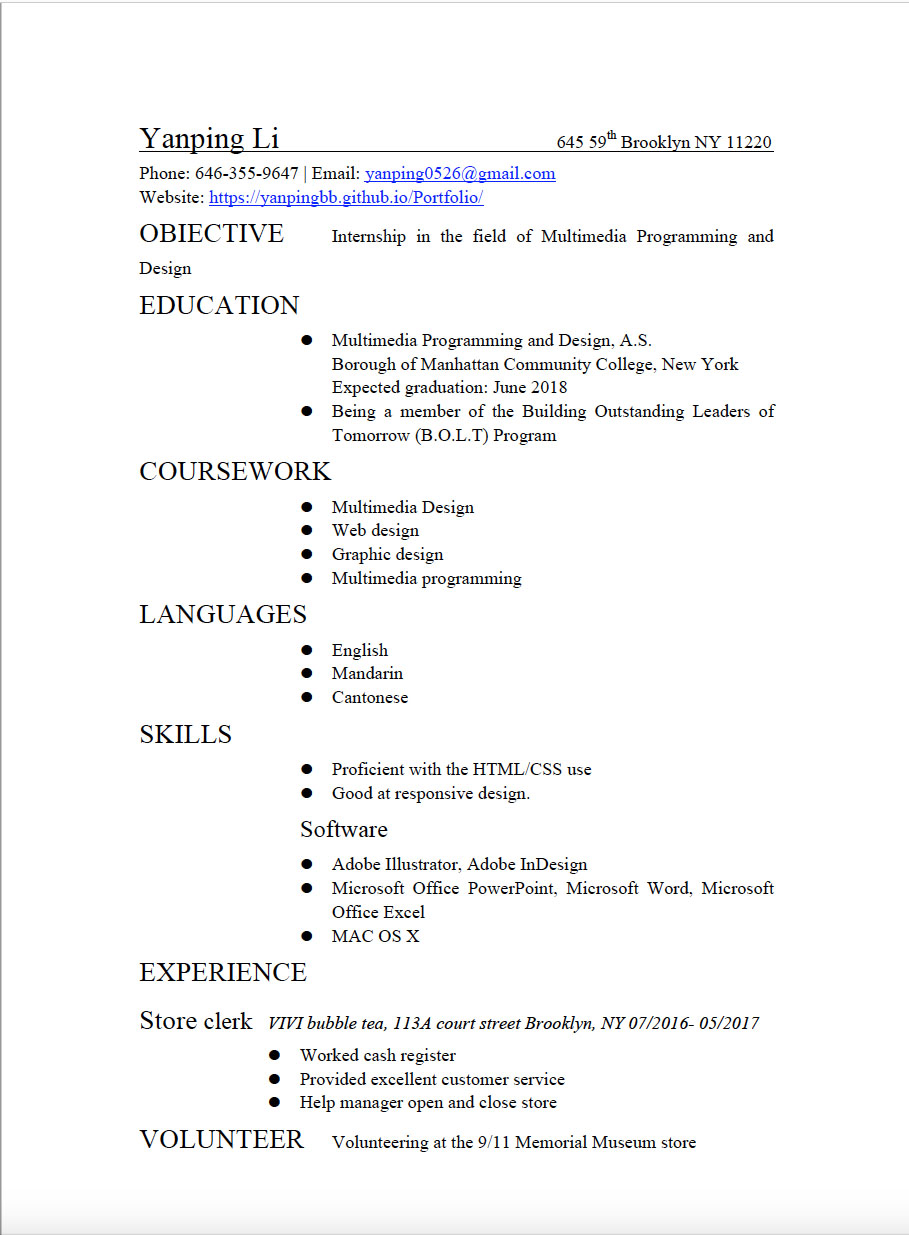 Yanping Li 645 59th Brooklyn NY 11220
Phone: 646-355-9647 | Email: yanping0526@gmail.com
Website: https://yanpingbb.github.io/Portfolio/
OBIECTIVE Internship in the field of Multimedia Programming and
Design
EDUCATION
● Multimedia Programming and Design, A.S.
Borough of Manhattan Community College, New York
Expected graduation: June 2018
● Being a member of the Building Outstanding Leaders of
Tomorrow (B.O.L.T) Program
COURSEWORK
● Multimedia Design
● Web design
● Graphic design
● Multimedia programming
LANGUAGES
● English
● Mandarin
● Cantonese
SKILLS
● Proficient with the HTML/CSS use
● Good at responsive design.
Software
● Adobe Illustrator, Adobe InDesign
● Microsoft Office PowerPoint, Microsoft Word, Microsoft
Office Excel
● MAC OS X
EXPERIENCE
Store clerk VIVI bubble tea, 113A court street Brooklyn, NY 07/2016- 05/2017
● Worked cash register
● Provided excellent customer service
● Help manager open and close store
VOLUNTEER Volunteering at the 9/11 Memorial Museum store